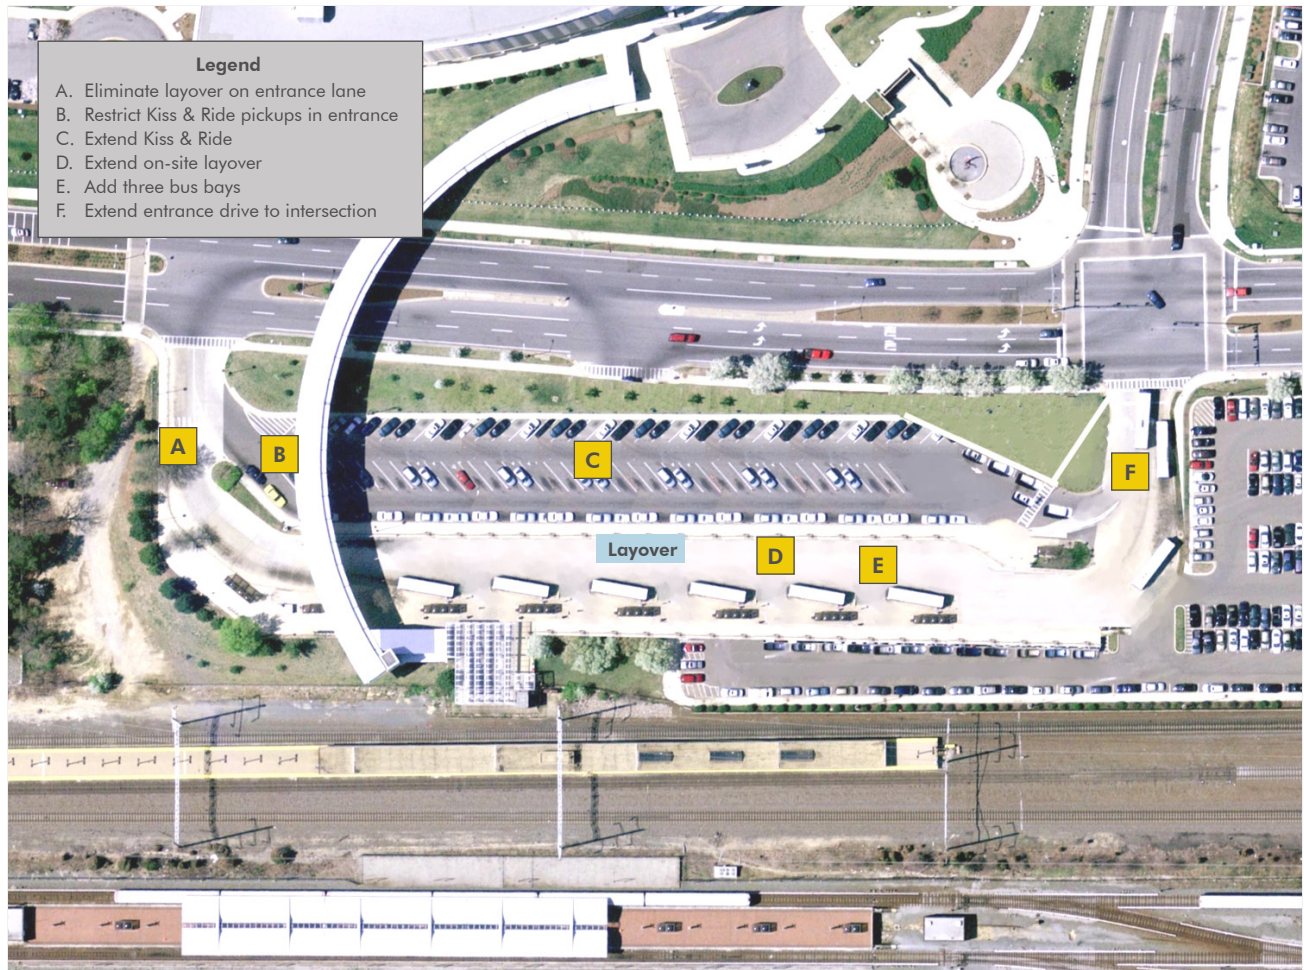 Legend
A. Eliminate layover on entrance lane
B. Restrict Kiss & Ride pickups in entrance
C. Extend Kiss & Ride
D. Extend on-site layover
E. Add three bus bays
F. Extend entrance drive to intersection
A
B
C
F
Layover
D
E